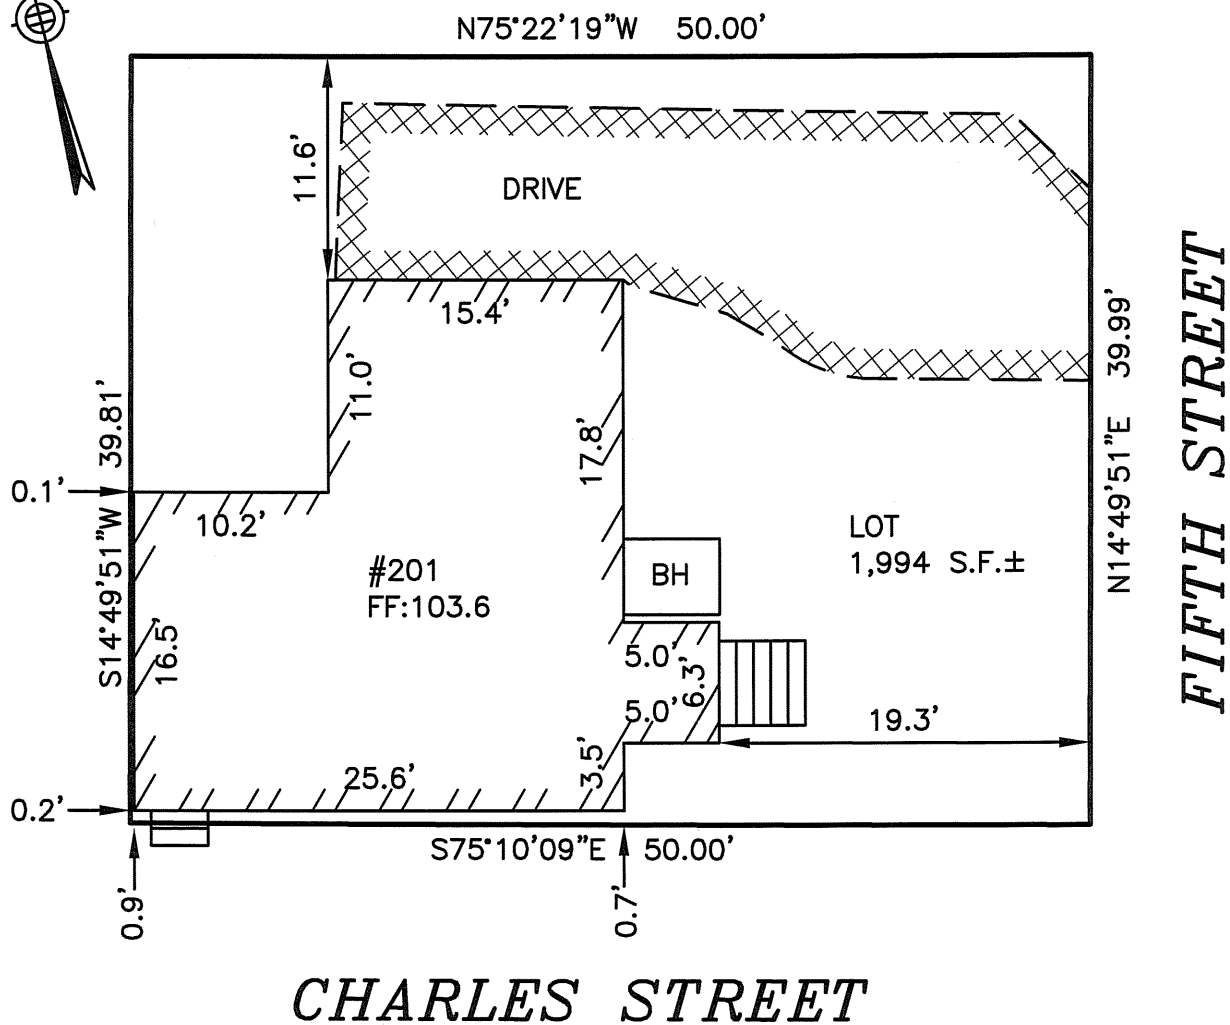 N75°22'19"W 50.00'
11.6'
DRIVE
15.4'
11.0'
39.81'
S14°49'51"W
17.8'
N14°49'51"E 39.99'
FIFTH STREET
0.1'
10.2'
#201
FF:103.6
BH
LOT
1,994 S.F.±
16.5'
5.0'
6.3'
5.0'
19.3'
3.5'
25.6'
0.2'
S75°10'09"E 50.00'
0.9'
0.7'
CHARLES STREET